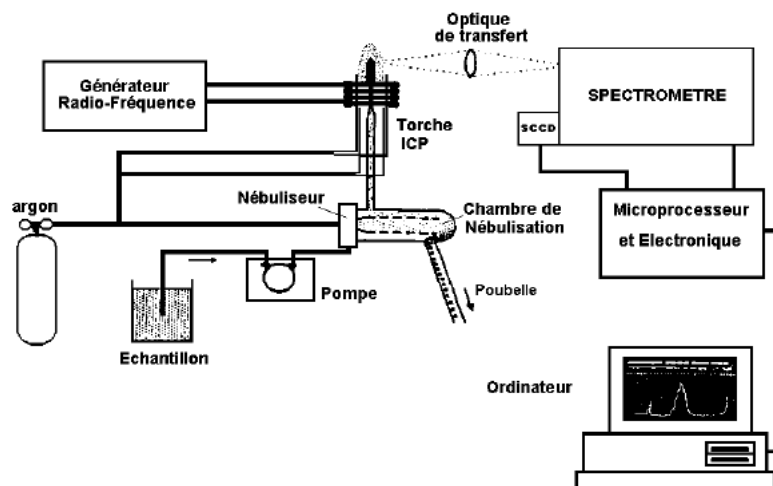 Optique
de transfert
Générateur
Radio-Fréquence
SPECTROMETRE
SCCD
Torche
ICP
argon
Nébuliseur
Chambre de
Nébulisation
Microprocesseur
et Electronique
Pompe
Poubelle
Echantillon
Ordinateur